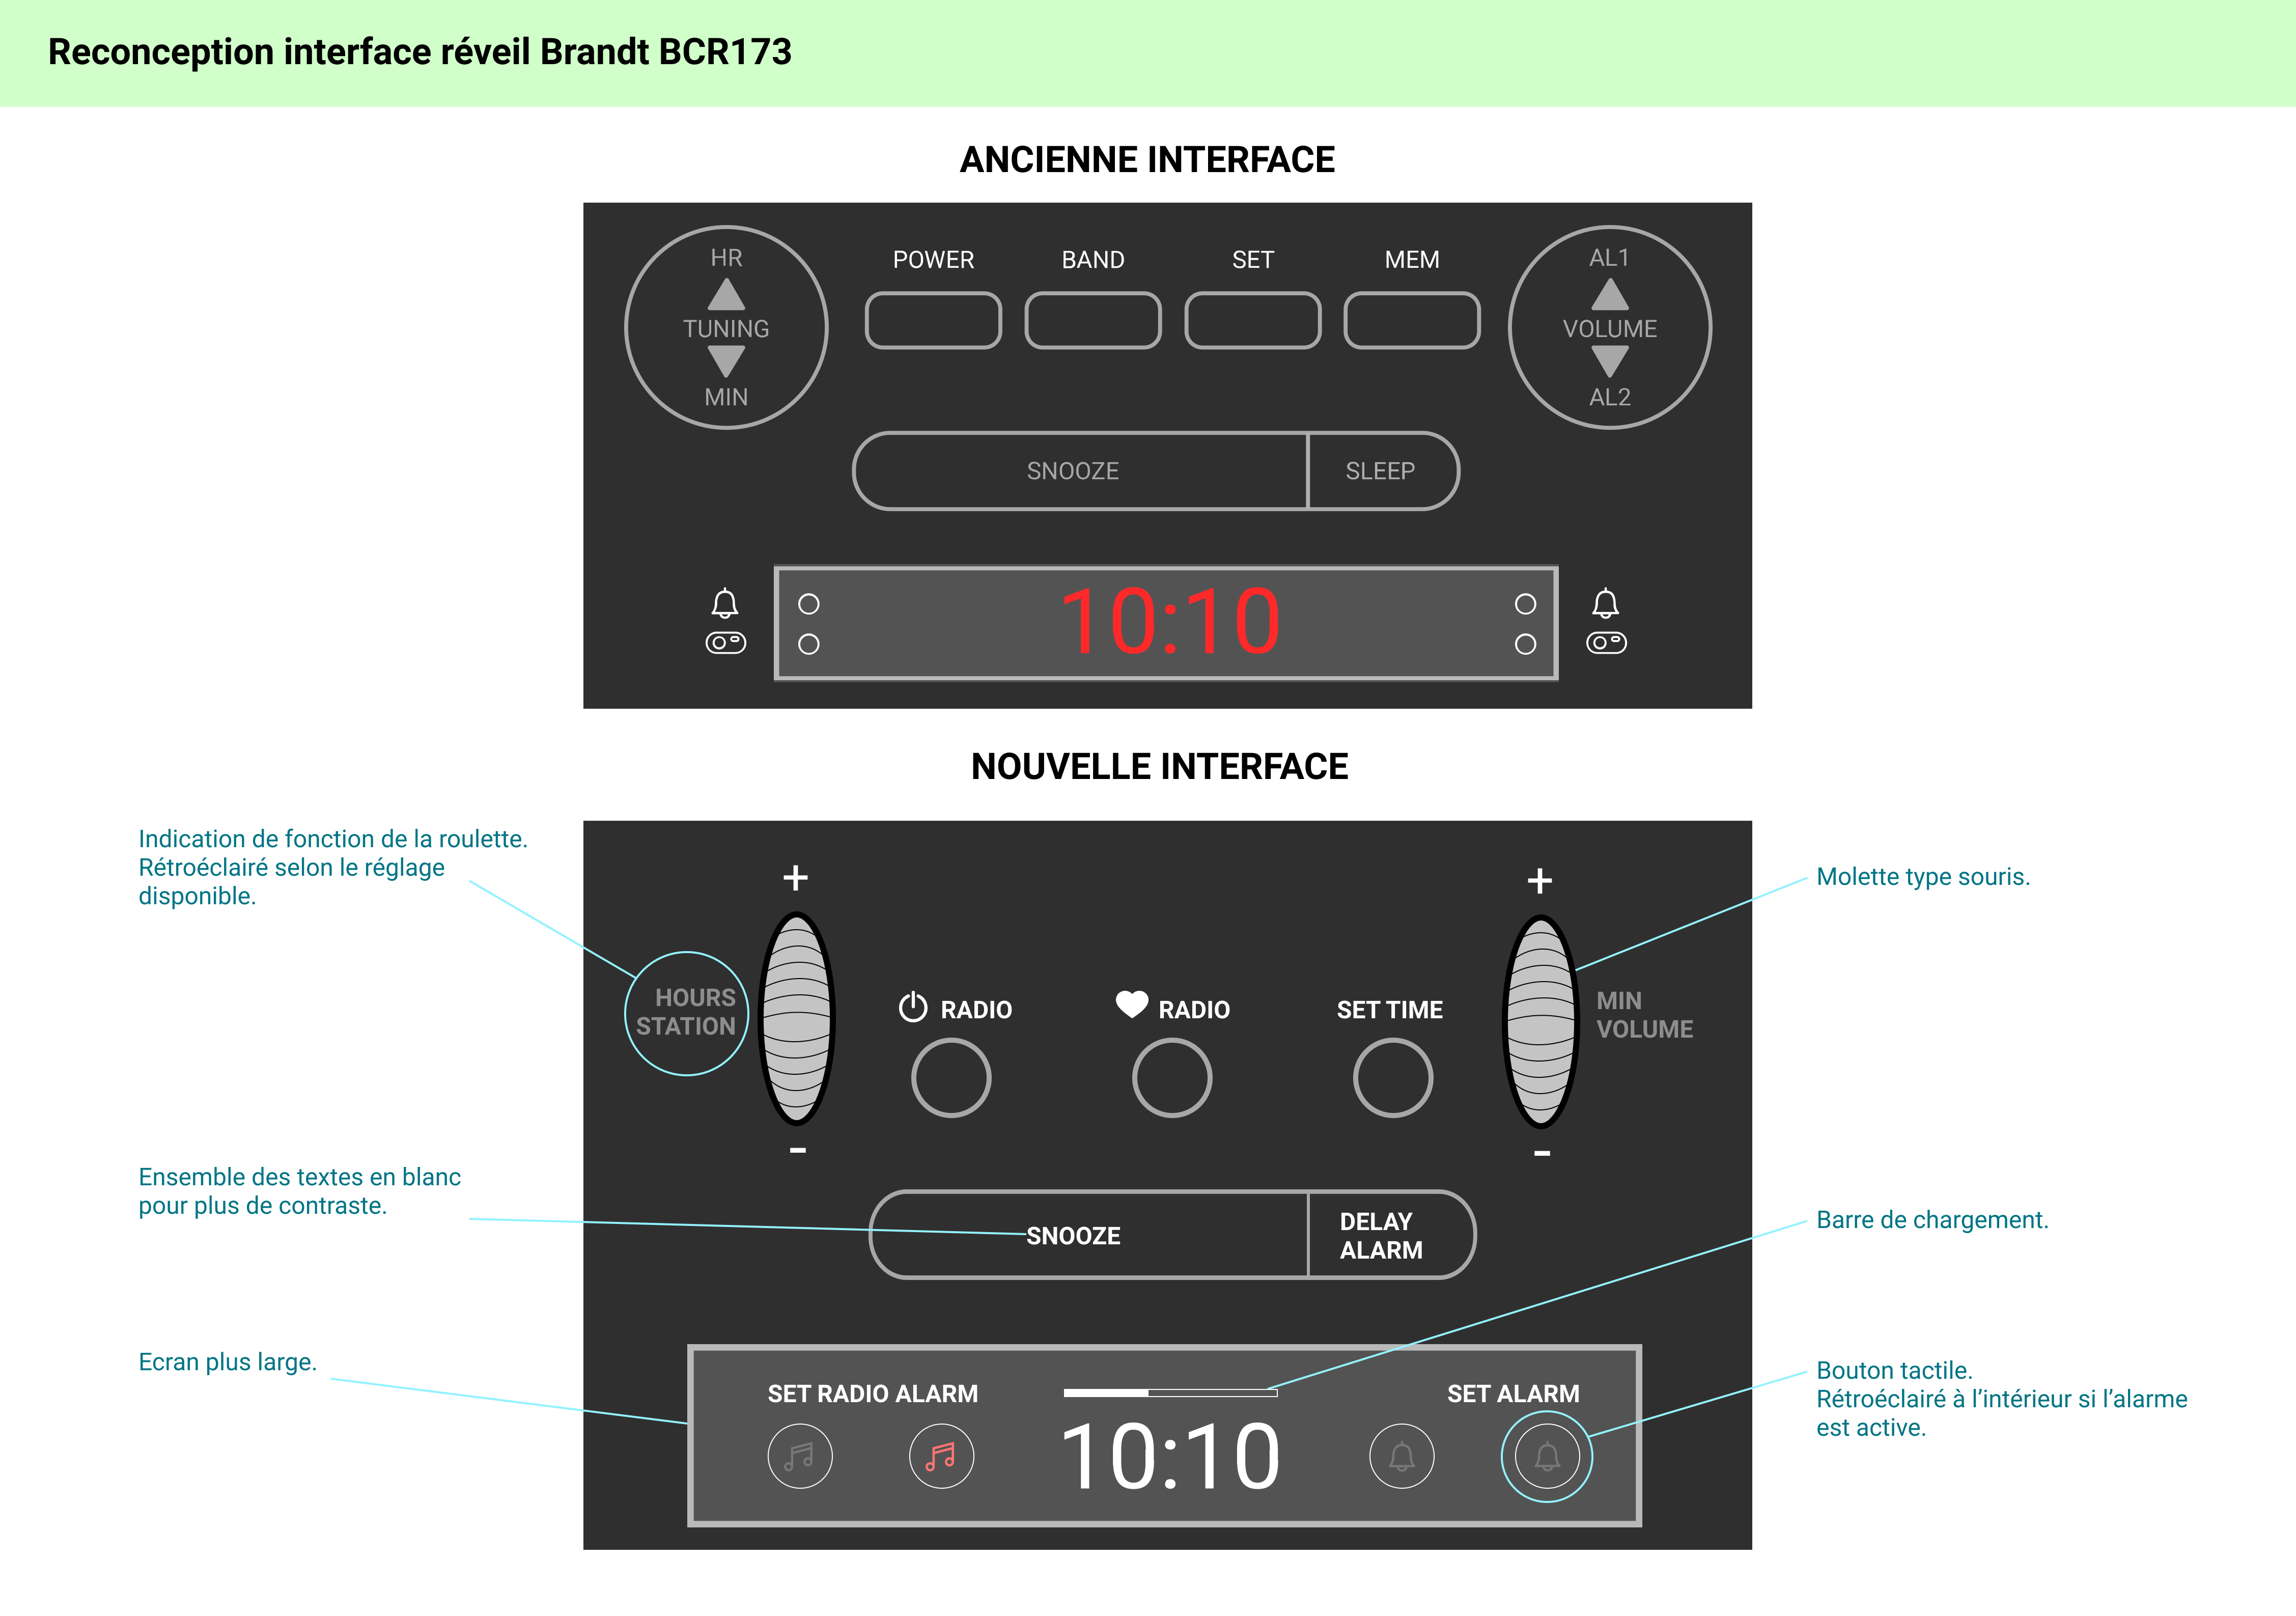 Reconception interface réveil Brandt BCR173
ANCIENNE INTERFACE
HR
TUNING
MIN
POWER
BAND
SET
MEM
AL1
VOLUME
AL2
SNOOZE
SLEEP
10:10
NOUVELLE INTERFACE
Indication de fonction de la roulette.
Rétroéclairé selon le réglage
disponible.
+
+
Molette type souris.
HOURS
STATION
RADIO
RADIO
SET TIME
MIN
VOLUME
-
-
Ensemble des textes en blanc
pour plus de contraste.
SNOOZE
DELAY
ALARM
Barre de chargement.
Ecran plus large.
SET RADIO ALARM
SET ALARM
10:10
Bouton tactile.
Rétroéclairé à l’intérieur si l’alarme
est active.